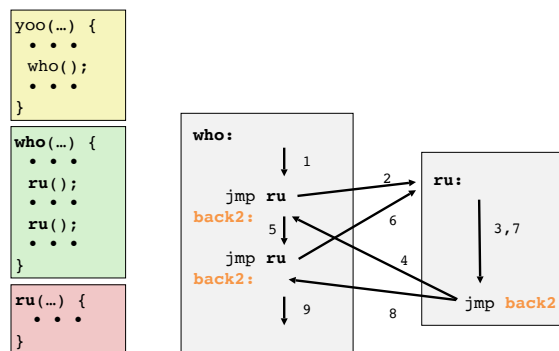 yoo(…) {
• • •
who();
• • •
}
who(…) {
• • •
ru();
• • •
ru();
• • •
}
ru(…) {
• • •
}
who:
1
jmp ru
back2:
5
jmp ru
back2:
9
2
6
4
8
ru:
3,7
jmp back2